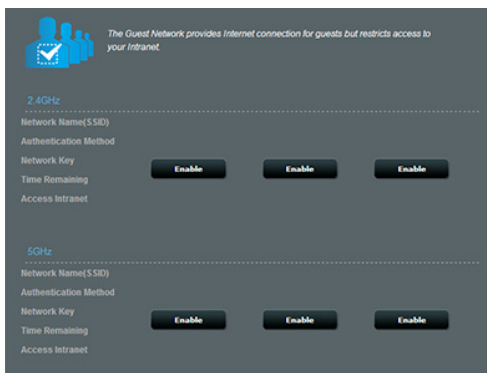 The Guest Network provides Internet connection for guests but restricts access to
your Intranet.
2.4GHz
Network Name(SSID)
Authentication Method
Network Key
Enable Enable Enable
Time Remaining
Access Intranet
5GHz
Network Name(SSID)
Authentication Method
Network Key
Enable Enable Enable
Time Remaining
Access Intranet